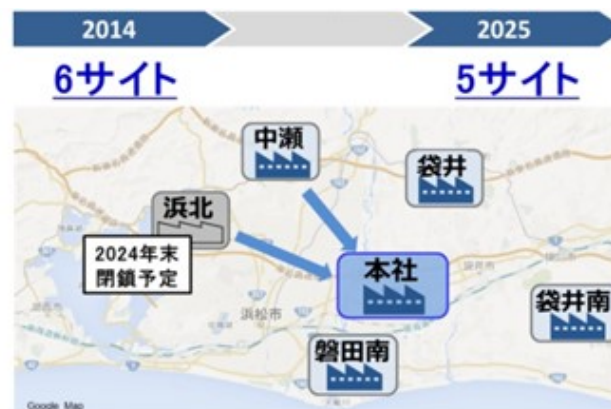 2014
2025
6サイト
5サイト
中瀬
袋井
浜北
2024年末
閉鎖予定
本社
浜松市
袋井南
磐田南
Google Map